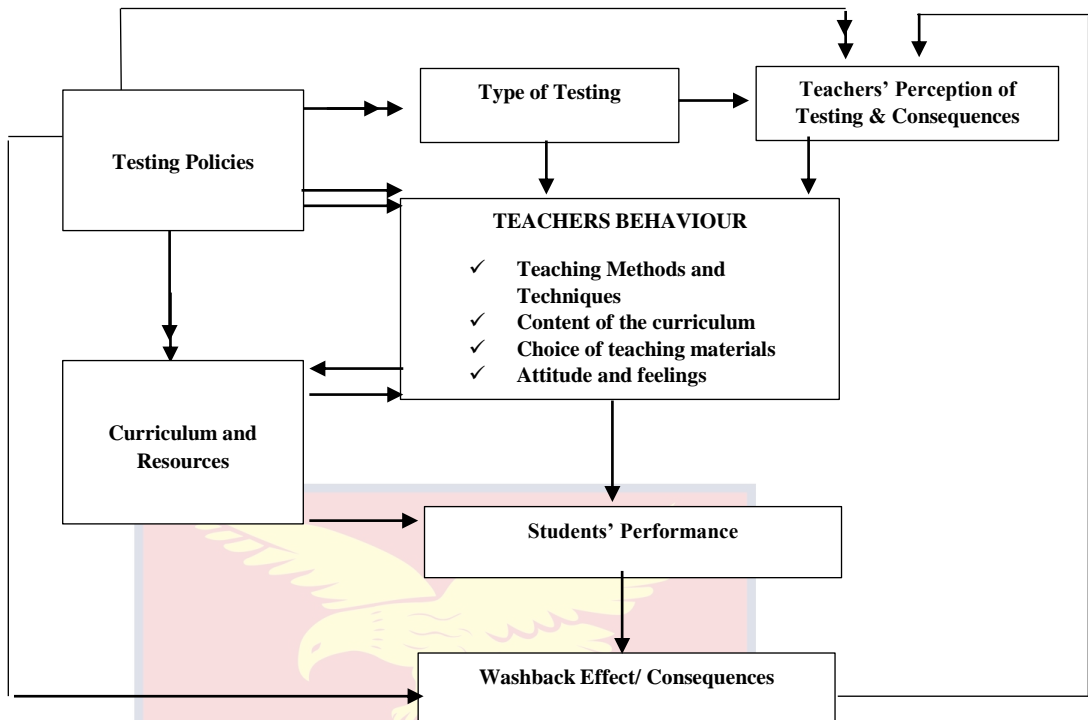 Type of Testing
Teachers’ Perception of
Testing & Consequences
Testing Policies
TEACHERS BEHAVIOUR
✓ Teaching Methods and
Techniques
✓ Content of the curriculum
✓ Choice of teaching materials
✓ Attitude and feelings
Curriculum and
Resources
Students’ Performance
Washback Effect/ Consequences